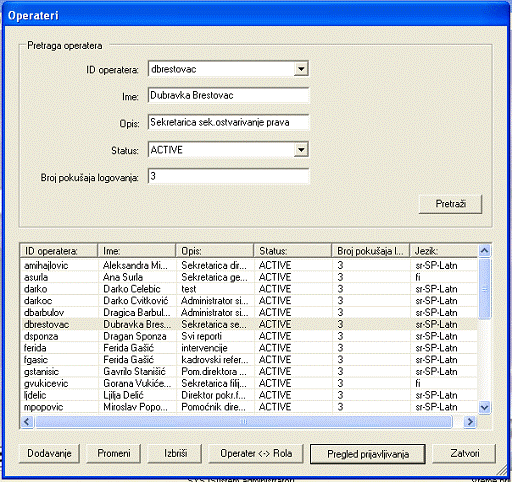 Operateri
Pretraga operatera
ID operatera: dbrestovac
Ime: Dubravka Brestovac
Opis: Sekretarica sek.ostvarivanje prava
Status: ACTIVE
Broj pokušaja logovanja: 3
Pretraži
ID operatera: Ime: Opis: Status: Broj pokušaja l... Jezik:
amihajlovic Aleksandra Mi... Sekretarica dir... ACTIVE 3 sr-SP-Latn
asurla Ana Surla Sekretarica ge... ACTIVE 3 fi
darko Darko Celebic test ACTIVE 3 sr-SP-Latn
darkoc Darko Cvitković Administrator si... ACTIVE 3 sr-SP-Latn
dbarbulov Dragica Barbul... Administrator si... ACTIVE 3 sr-SP-Latn
dbrestovac Dubravka Bres... Sekretarica se... ACTIVE 3 sr-SP-Latn
dsponza Dragan Sponza Svi reporti ACTIVE 3 sr-SP-Latn
ferida Ferida Gašić intervencije ACTIVE 3 sr-SP-Latn
fgasic Ferida Gašić kadrovski refer... ACTIVE 3 sr-SP-Latn
gstanisic Gavrilo Stanišić Pom.direktora ... ACTIVE 3 sr-SP-Latn
gvukicevic Gorana Vukiće... Sekretarica filij... ACTIVE 3 fi
ljdelic Ljilja Delić Direktor pokr.f... ACTIVE 3 sr-SP-Latn
mpopovic Miroslav Popo... Pomoćnik dire... ACTIVE 3 sr-SP-Latn
Dodavanje Promeni Izbriši Operater <-> Rola Pregled prijavljivanja Zatvori